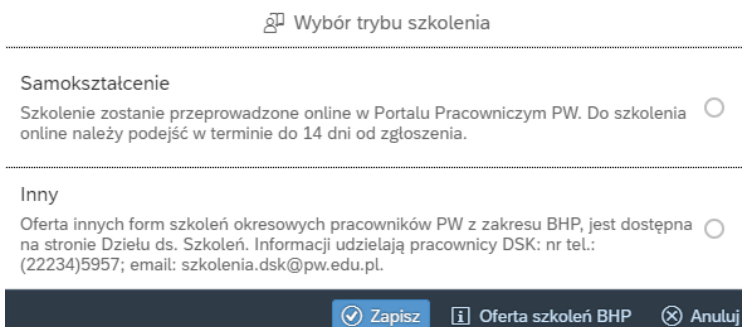 Wybór trybu szkolenia
Samokształcenie
Szkolenie zostanie przeprowadzone online w Portalu Pracowniczym PW. Do szkolenia
online należy podejść w terminie do 14 dni od zgłoszenia.
Inny
Oferta innych form szkoleń okresowych pracowników PW z zakresu BHP, jest dostępna
na stronie Dziełu ds. Szkoleń. Informacji udzielają pracownicy DSK: nr tel.:
(22234)5957; email: szkolenia.dsk@pw.edu.pl.
Zapisz Oferta szkoleń BHP Anuluj